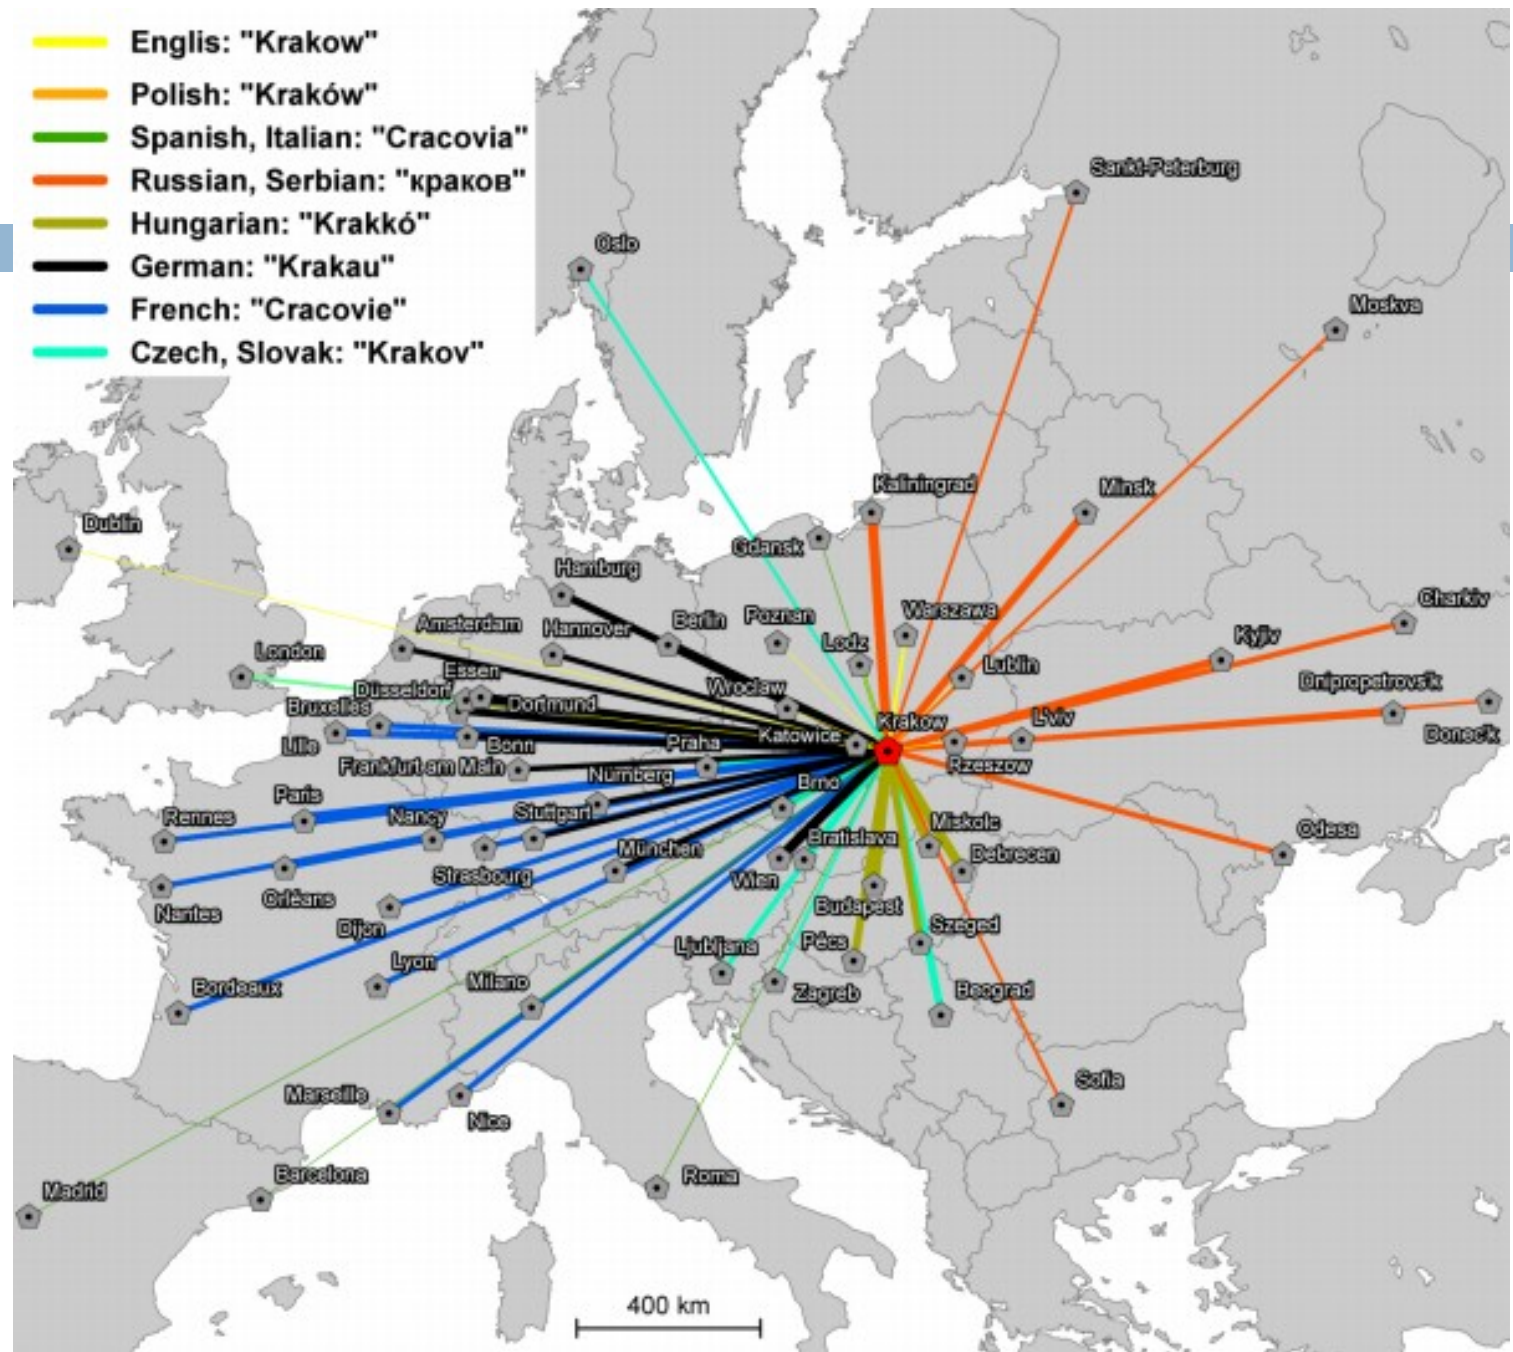 Englis: "Krakow"
Polish: "Kraków"
Spanish, Italian: "Cracovia"
Russian, Serbian: "краков"
Hungarian: "Krakkó"
German: "Krakau"
French: "Cracovie"
Czech, Slovak: "Krakov"
Sankt-Peterburg
Oslo
Moskva
Kaliningrad
Minsk
Dublin
Gdansk
Hamburg
Charkiv
Amsterdam
Hannover
Berlin
Poznan
Warszawa
Lodz
Kyjiv
London
Essen
Lublin
Düsseldorf
Dortmund
Wroclaw
Dnipropetrovs'k
Bruxelles
Krakow
L'viv
Lille
Bonn
Praha
Katowice
Donec'k
Frankfurt am Main
Nürnberg
Rzeszow
Brno
Paris
Rennes
Nancy
Stuttgart
Miskolc
Odesa
Bratislava
München
Debrecen
Strasbourg
Wien
Orléans
Nantes
Budapest
Dijon
Szeged
Pécs
Ljubljana
Lyon
Milano
Bordeaux
Zagreb
Beograd
Marseille
Sofia
Nice
Barcelona
Roma
Madrid
400 km